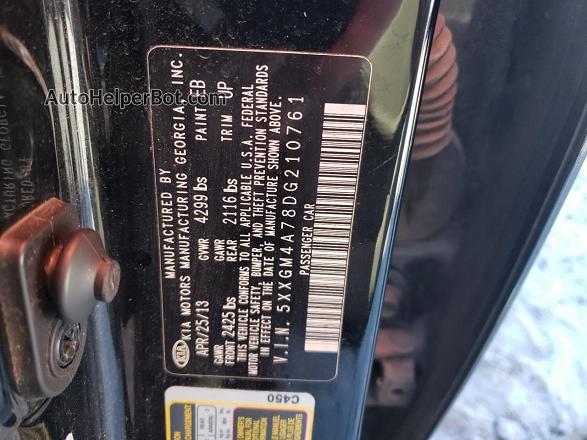 AutoHelperBot.com
KIA
MANUFACTURED BY
KIA MOTORS MANUFACTURING GEORGIA, INC.
APR/25/13 GVWR 4299 lbs PAINT EB
GAWR FRONT 2425 lbs GAWR REAR 2116 lbs TRIM UP
THIS VEHICLE CONFORMS TO ALL APPLICABLE U.S.A. FEDERAL
MOTOR VEHICLE SAFETY, BUMPER, AND THEFT PREVENTION STANDARDS
IN EFFECT ON THE DATE OF MANUFACTURE SHOWN ABOVE.
V.I.N. 5XXGM4A78DG210761
PASSENGER CAR
C450